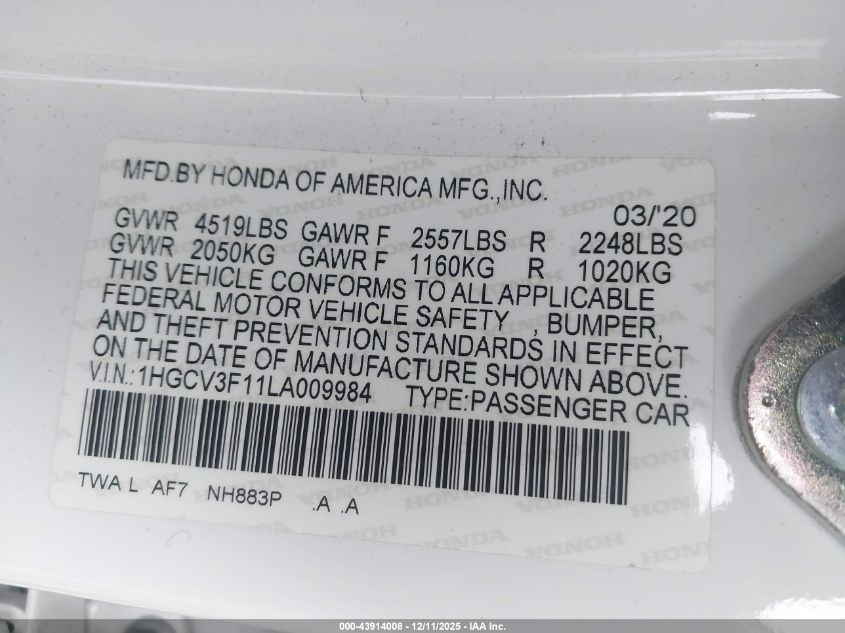 MFD.BY HONDA OF AMERICA MFG.,INC.
03/'20
GVWR 4519LBS GAWR F 2557LBS R 2248LBS
GVWR 2050KG GAWR F 1160KG R 1020KG
THIS VEHICLE CONFORMS TO ALL APPLICABLE
FEDERAL MOTOR VEHICLE SAFETY , BUMPER,
AND THEFT PREVENTION STANDARDS IN EFFECT
ON THE DATE OF MANUFACTURE SHOWN ABOVE.
V.I.N.:1HGCV3F11LA009984 TYPE:PASSENGER CAR
TWA L AF7 NH883P .A .A
000-43914008 - 12/11/2025 - IAA Inc.